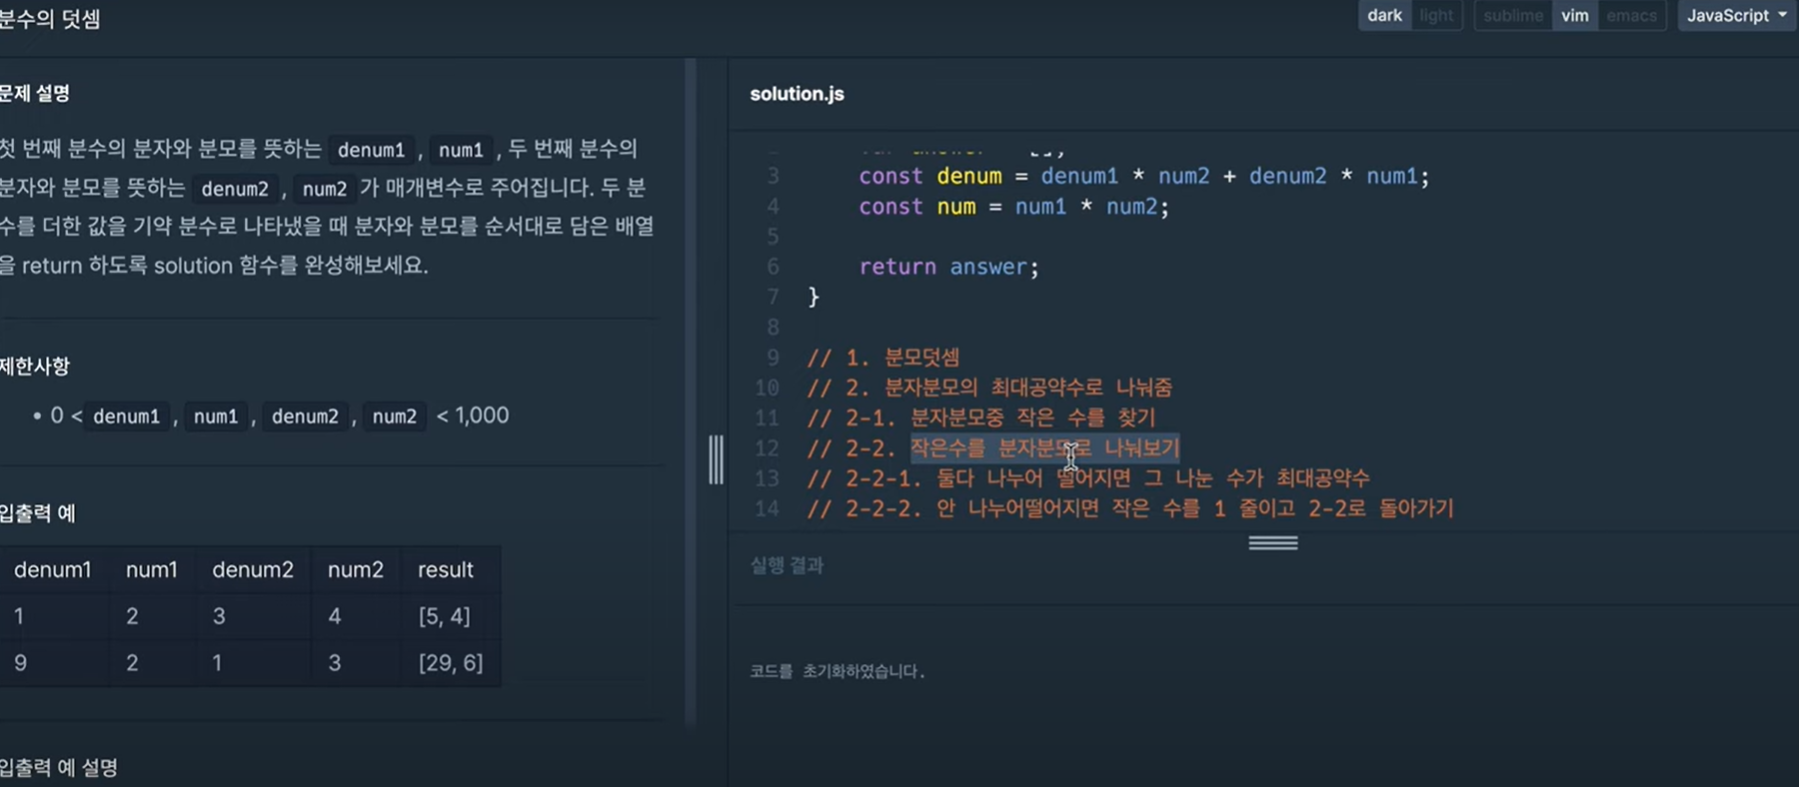 분수의 덧셈
dark light sublime vim emacs JavaScript
문제 설명
첫 번째 분수의 분자와 분모를 뜻하는 denum1, num1, 두 번째 분수의
분자와 분모를 뜻하는 denum2, num2 가 매개변수로 주어집니다. 두 분
수를 더한 값을 기약 분수로 나타냈을 때 분자와 분모를 순서대로 담은 배열
을 return 하도록 solution 함수를 완성해보세요.
제한사항
• 0 < denum1, num1, denum2, num2 < 1,000
입출력 예
denum1 num1 denum2 num2 result
1 2 3 4 [5, 4]
9 2 1 3 [29, 6]
입출력 예 설명
solution.js
3 const denum = denum1 * num2 + denum2 * num1;
4 const num = num1 * num2;
5
6 return answer;
7 }
8
9 // 1. 분모덧셈
10 // 2. 분자분모의 최대공약수로 나눠줌
11 // 2-1. 분자분모중 작은 수를 찾기
12 // 2-2. 작은수를 분자분모로 나눠보기
13 // 2-2-1. 둘다 나누어 떨어지면 그 나눈 수가 최대공약수
14 // 2-2-2. 안 나누어떨어지면 작은 수를 1 줄이고 2-2로 돌아가기
실행 결과
코드를 초기화하였습니다.